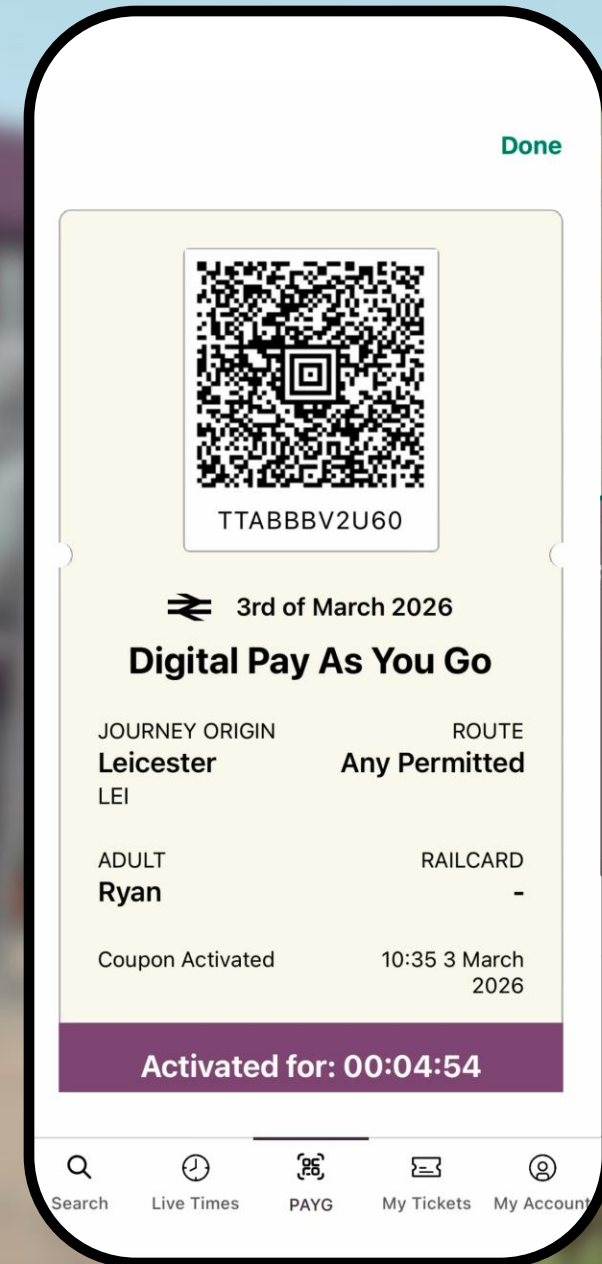 Done
TTABBBV2U60
3rd of March 2026
Digital Pay As You Go
JOURNEY ORIGIN
ROUTE
Leicester
Any Permitted
LEI
ADULT
RAILCARD
Ryan
-
Coupon Activated
10:35 3 March
2026
Activated for: 00:04:54
Search
Live Times
PAYG
My Tickets
My Account